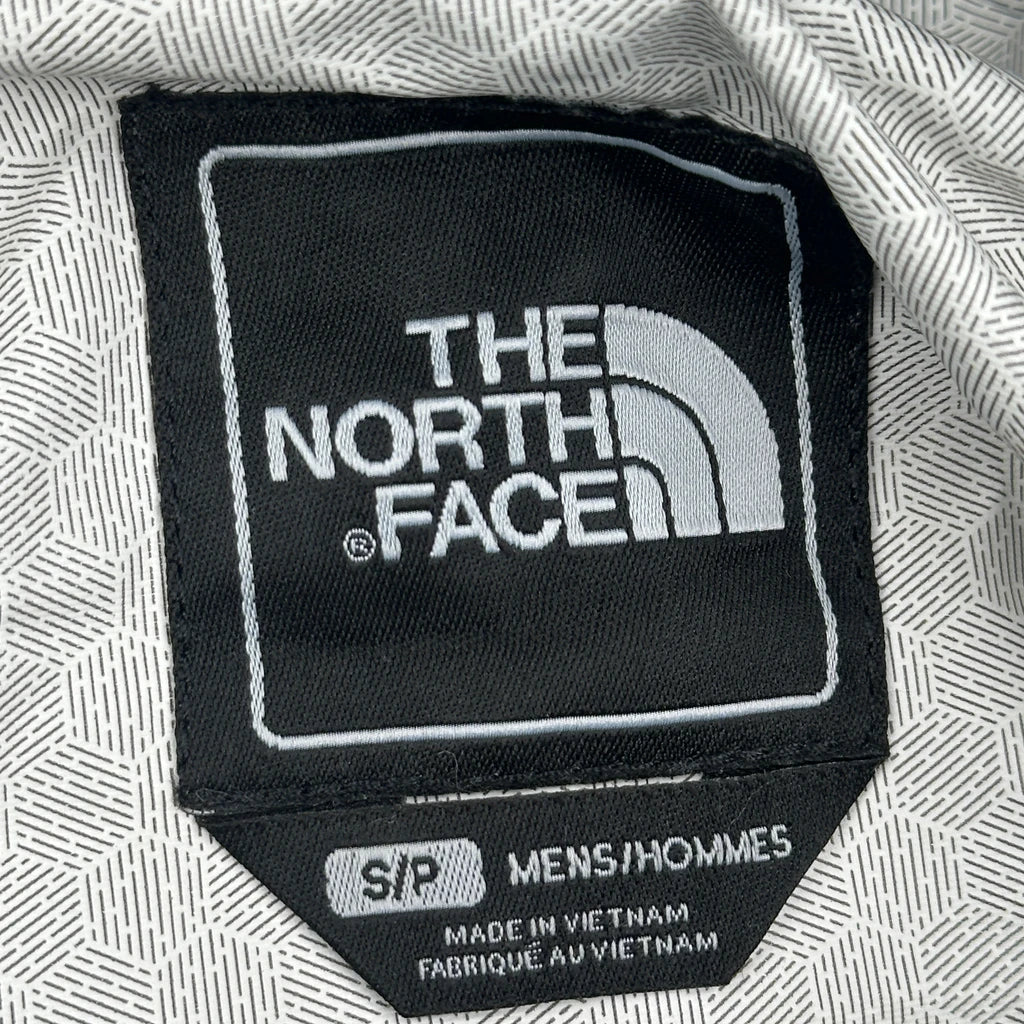 THE
NORTH
®FACE
S/P MENS/HOMMES
MADE IN VIETNAM
FABRIQUÉ AU VIETNAM